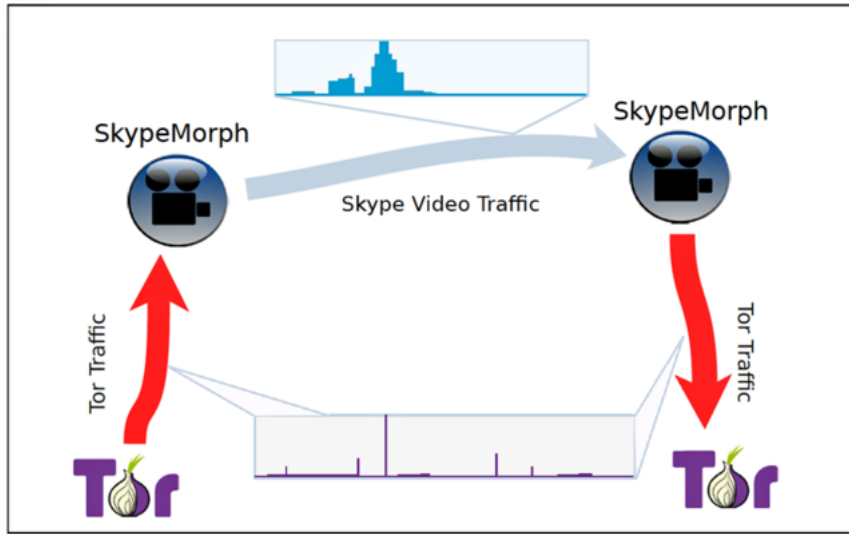 SkypeMorph
SkypeMorph
Skype Video Traffic
Tor Traffic
Tor Traffic
Tor
Tor